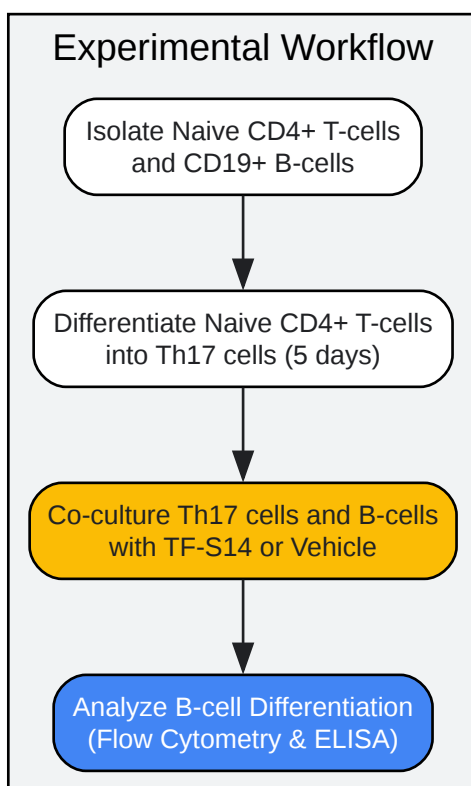 Experimental Workflow
Isolate Naive CD4+ T-cells
and CD19+ B-cells
Differentiate Naive CD4+ T-cells
into Th17 cells (5 days)
Co-culture Th17 cells and B-cells
with TF-S14 or Vehicle
Analyze B-cell Differentiation
(Flow Cytometry & ELISA)